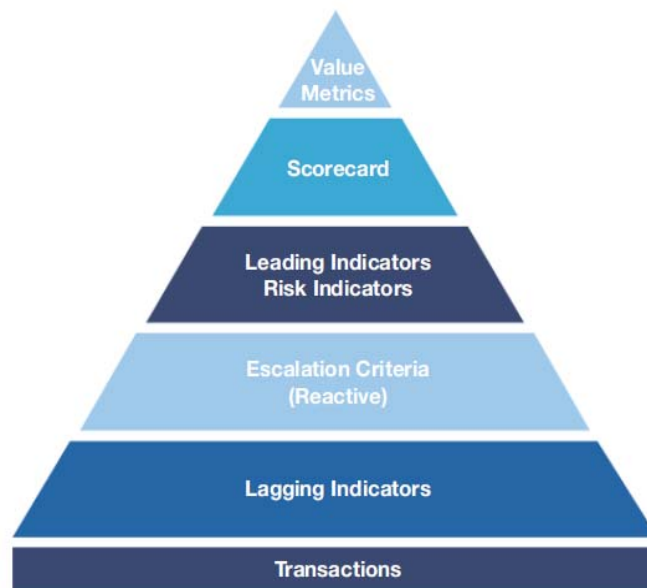 Value
Metrics
Scorecard
Leading Indicators
Risk Indicators
Escalation Criteria
(Reactive)
Lagging Indicators
Transactions